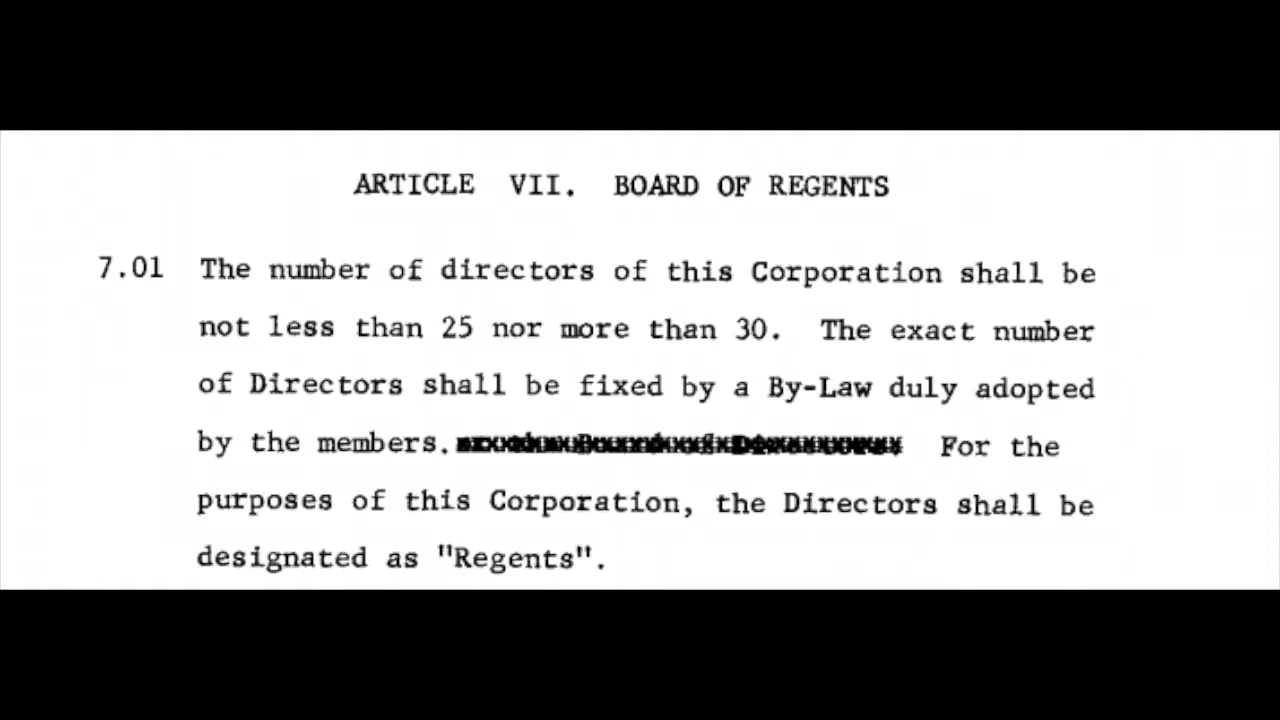 ARTICLE VII. BOARD OF REGENTS
7.01 The number of directors of this Corporation shall be
not less than 25 nor more than 30. The exact number
of Directors shall be fixed by a By-Law duly adopted
by the members. For the
purposes of this Corporation, the Directors shall be
designated as "Regents".